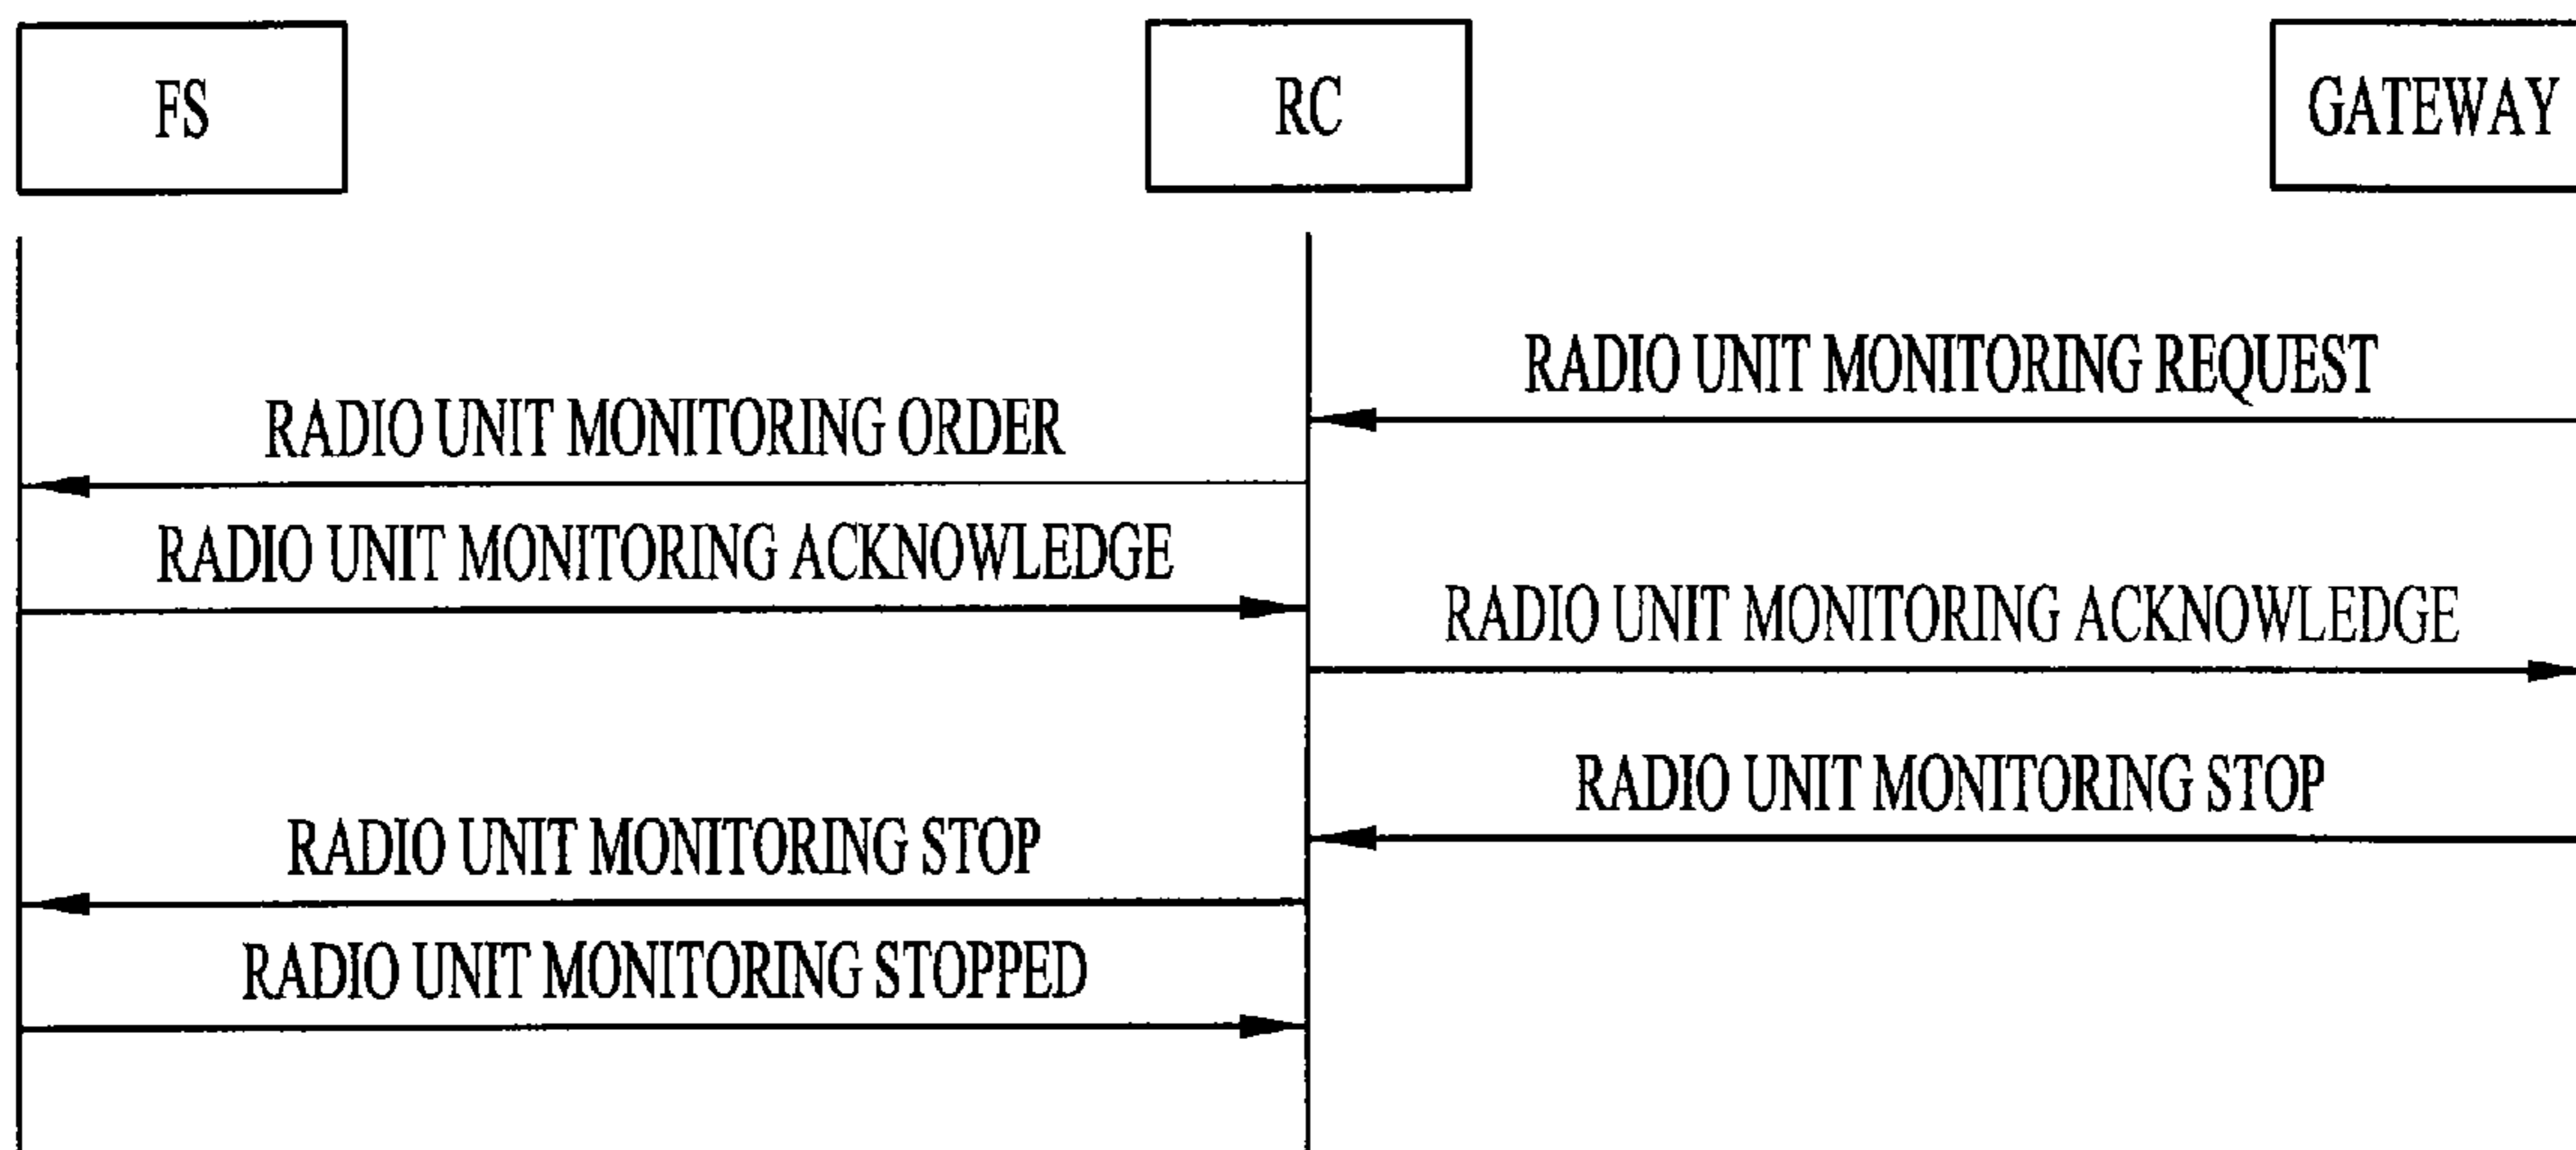 FS
RC
GATEWAY
RADIO UNIT MONITORING REQUEST
RADIO UNIT MONITORING ORDER
RADIO UNIT MONITORING ACKNOWLEDGE
RADIO UNIT MONITORING ACKNOWLEDGE
RADIO UNIT MONITORING STOP
RADIO UNIT MONITORING STOP
RADIO UNIT MONITORING STOPPED